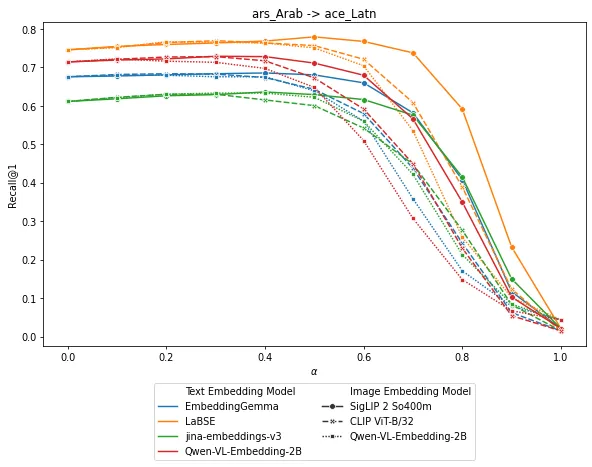 ars_Arab -> ace_Latn
Recall@1
0.8
0.7
0.6
0.5
0.4
0.3
0.2
0.1
0.0
0.0 0.2 0.4 0.6 0.8 1.0
α
Text Embedding Model Image Embedding Model
EmbeddingGemma SigLIP 2 So400m
LaBSE CLIP ViT-B/32
jina-embeddings-v3 Qwen-VL-Embedding-2B
Qwen-VL-Embedding-2B